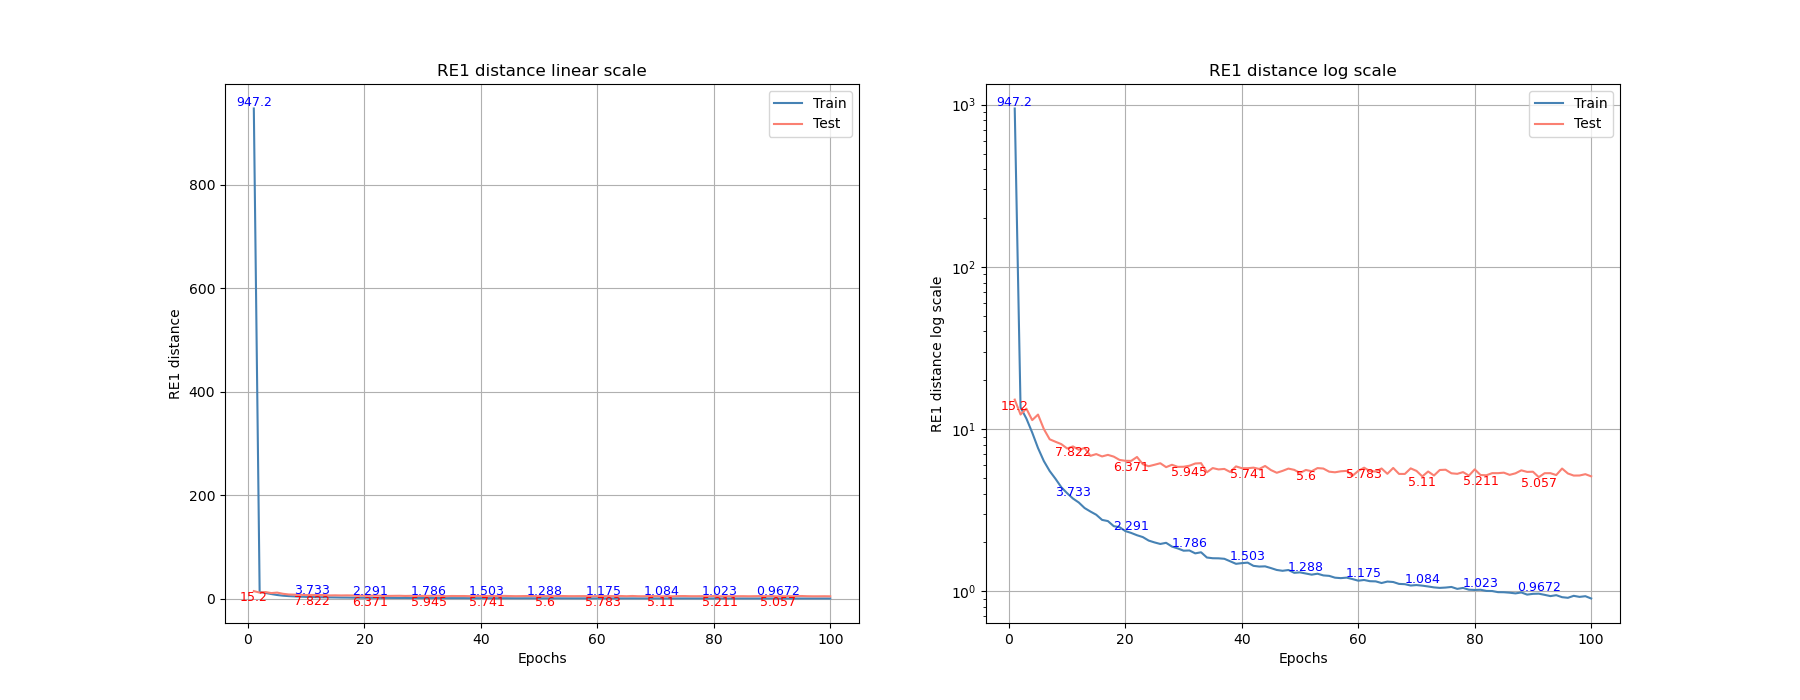 RE1 distance linear scale
RE1 distance
800
600
400
200
0
947.2
3.733 2.291 1.786 1.503 1.288 1.175 1.084 1.023 0.9672
15.2 7.822 6.371 5.945 5.741 5.6 5.783 5.11 5.211 5.057
Train
Test
0 20 40 60 80 100
Epochs
RE1 distance log scale
RE1 distance log scale
10³
10²
10¹
10⁰
947.2
15.2 7.822 6.371 5.945 5.741 5.6 5.783 5.11 5.211 5.057
3.733 2.291 1.786 1.503 1.288 1.175 1.084 1.023 0.9672
Train
Test
0 20 40 60 80 100
Epochs